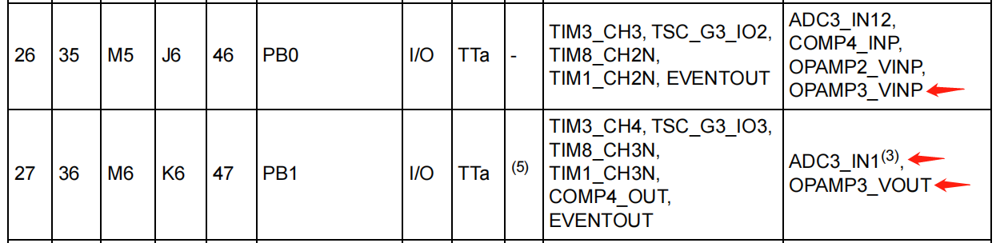 26 35 M5 J6 46 PB0 I/O TTa - TIM3_CH3, TSC_G3_IO2,
TIM8_CH2N,
TIM1_CH2N, EVENTOUT
ADC3_IN12,
COMP4_INP,
OPAMP2_VINP,
OPAMP3_VINP
27 36 M6 K6 47 PB1 I/O TTa (5) TIM3_CH4, TSC_G3_IO3,
TIM8_CH3N,
TIM1_CH3N,
COMP4_OUT,
EVENTOUT
ADC3_IN1(3),
OPAMP3_VOUT